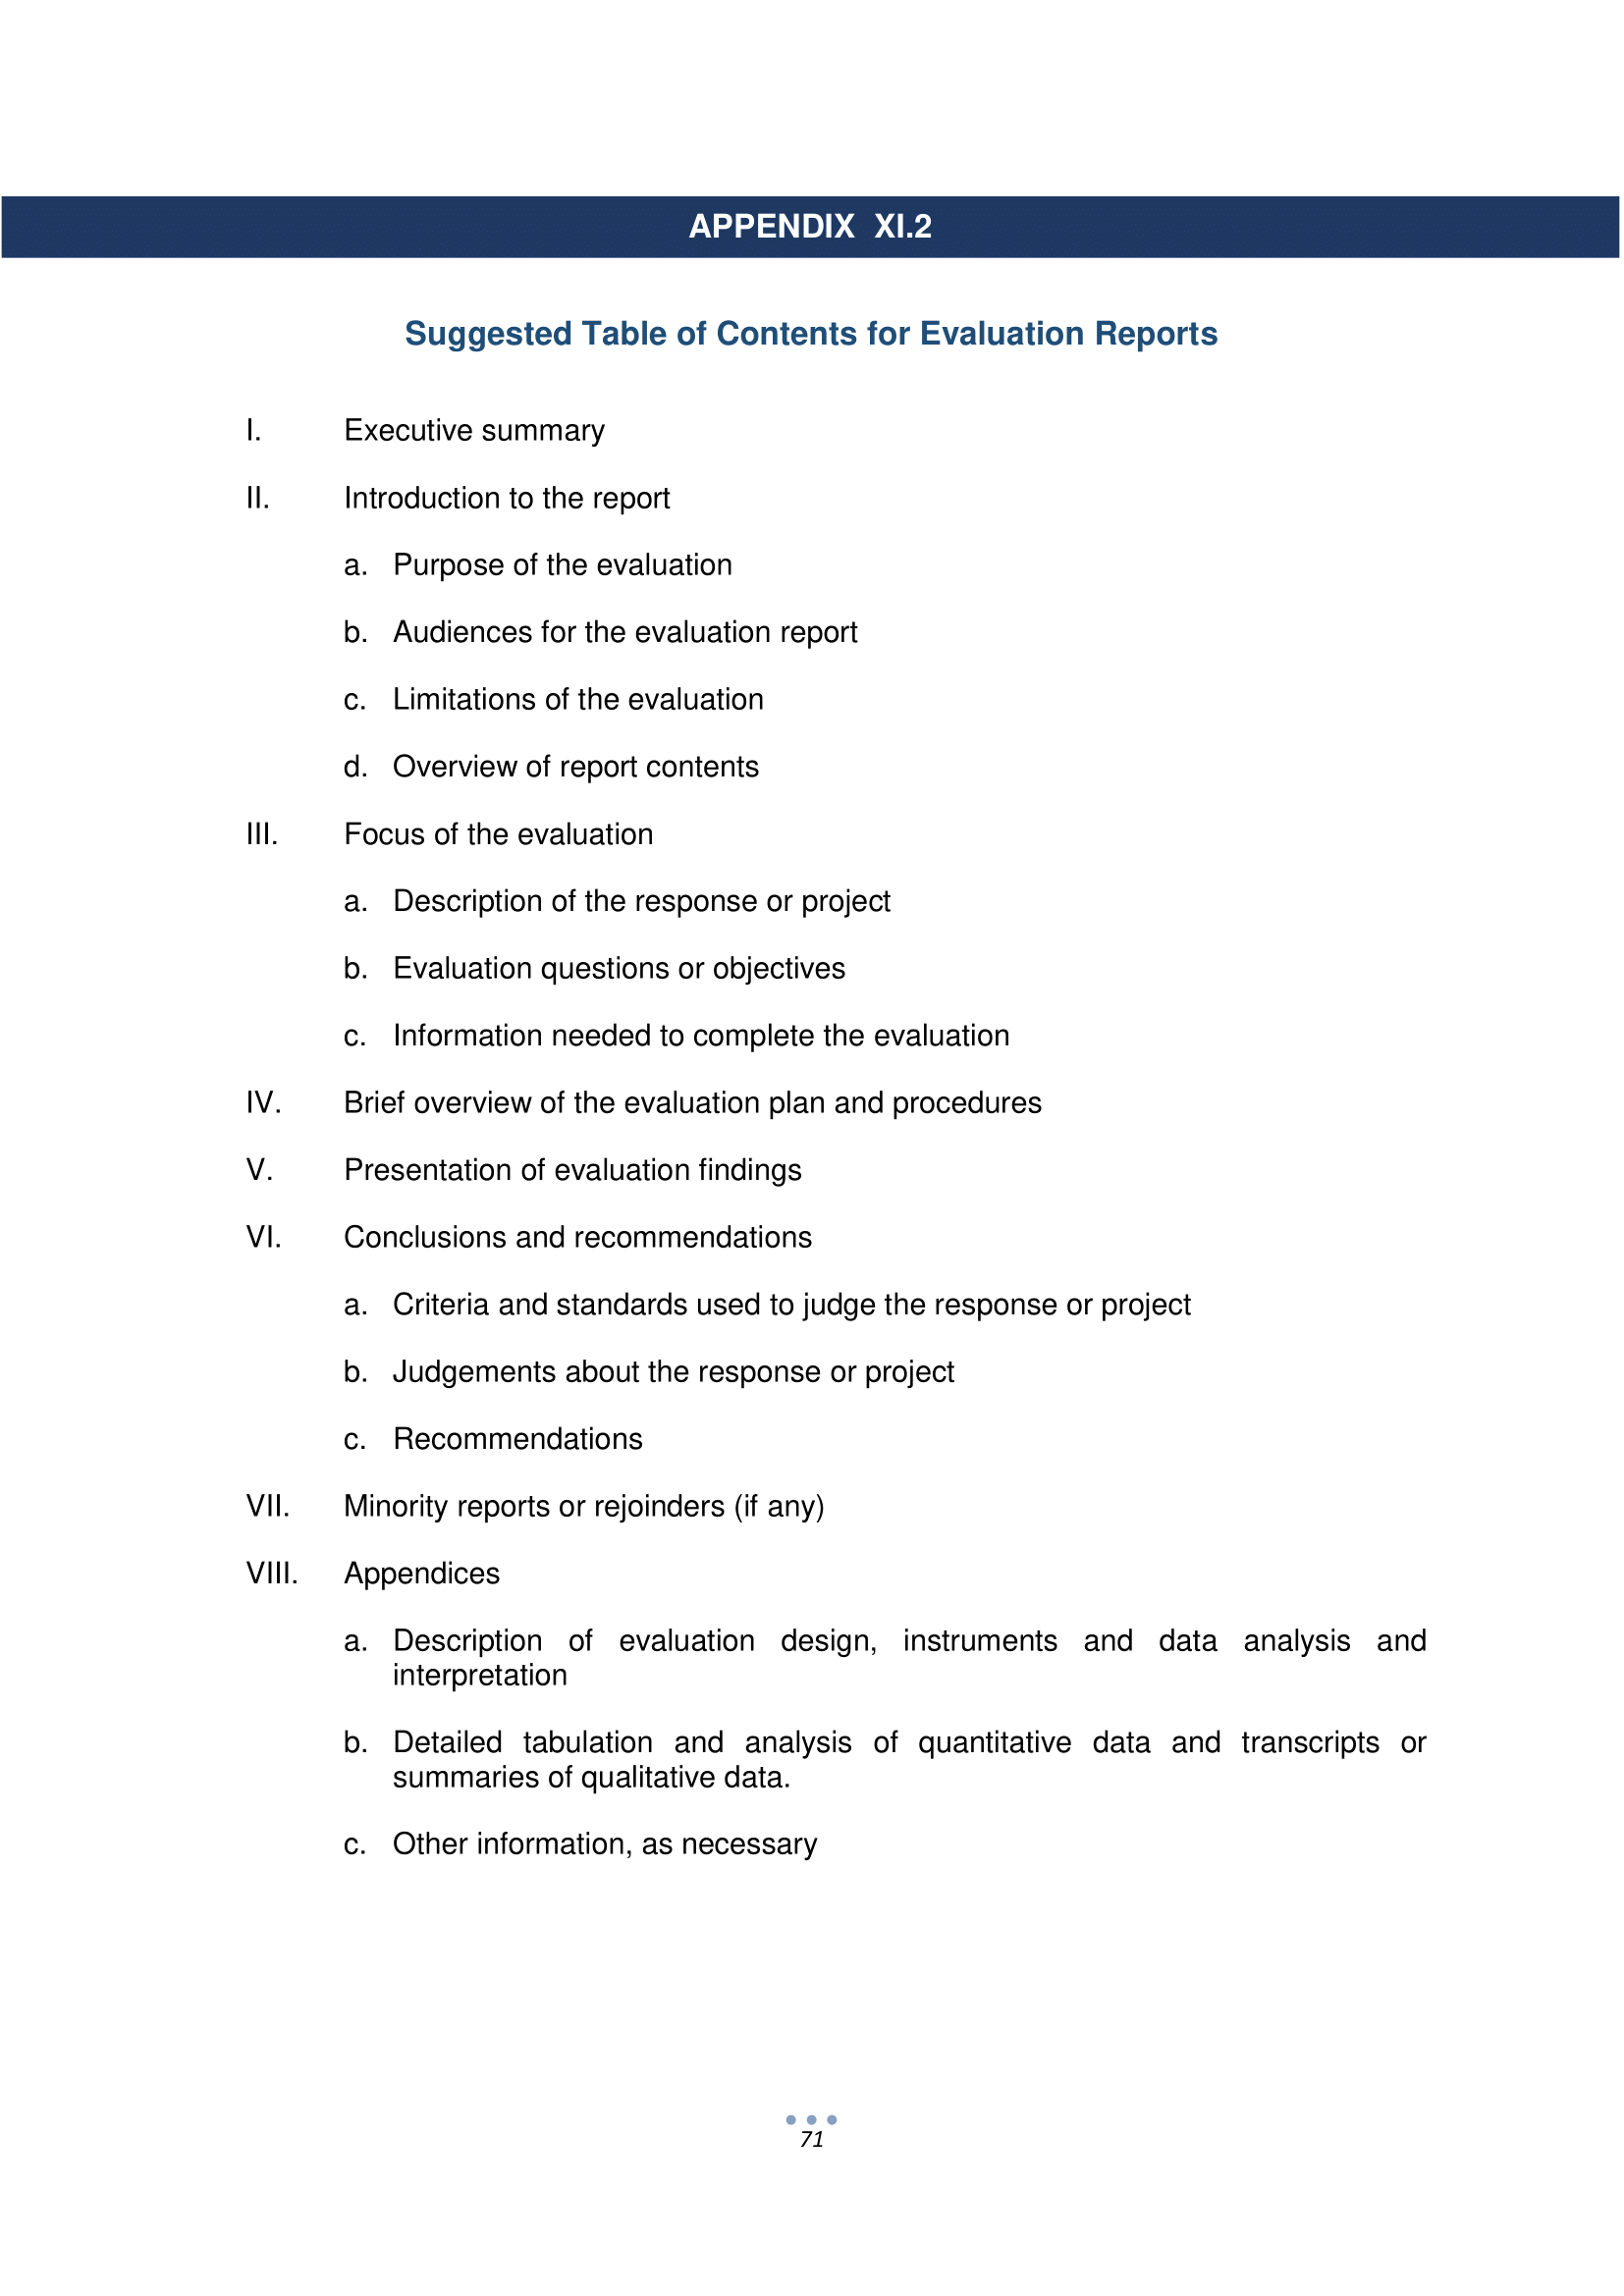 APPENDIX XI.2
Suggested Table of Contents for Evaluation Reports
I. Executive summary
II. Introduction to the report
a. Purpose of the evaluation
b. Audiences for the evaluation report
c. Limitations of the evaluation
d. Overview of report contents
III. Focus of the evaluation
a. Description of the response or project
b. Evaluation questions or objectives
c. Information needed to complete the evaluation
IV. Brief overview of the evaluation plan and procedures
V. Presentation of evaluation findings
VI. Conclusions and recommendations
a. Criteria and standards used to judge the response or project
b. Judgements about the response or project
c. Recommendations
VII. Minority reports or rejoinders (if any)
VIII. Appendices
a. Description of evaluation design, instruments and data analysis and
interpretation
b. Detailed tabulation and analysis of quantitative data and transcripts or
summaries of qualitative data.
c. Other information, as necessary
71